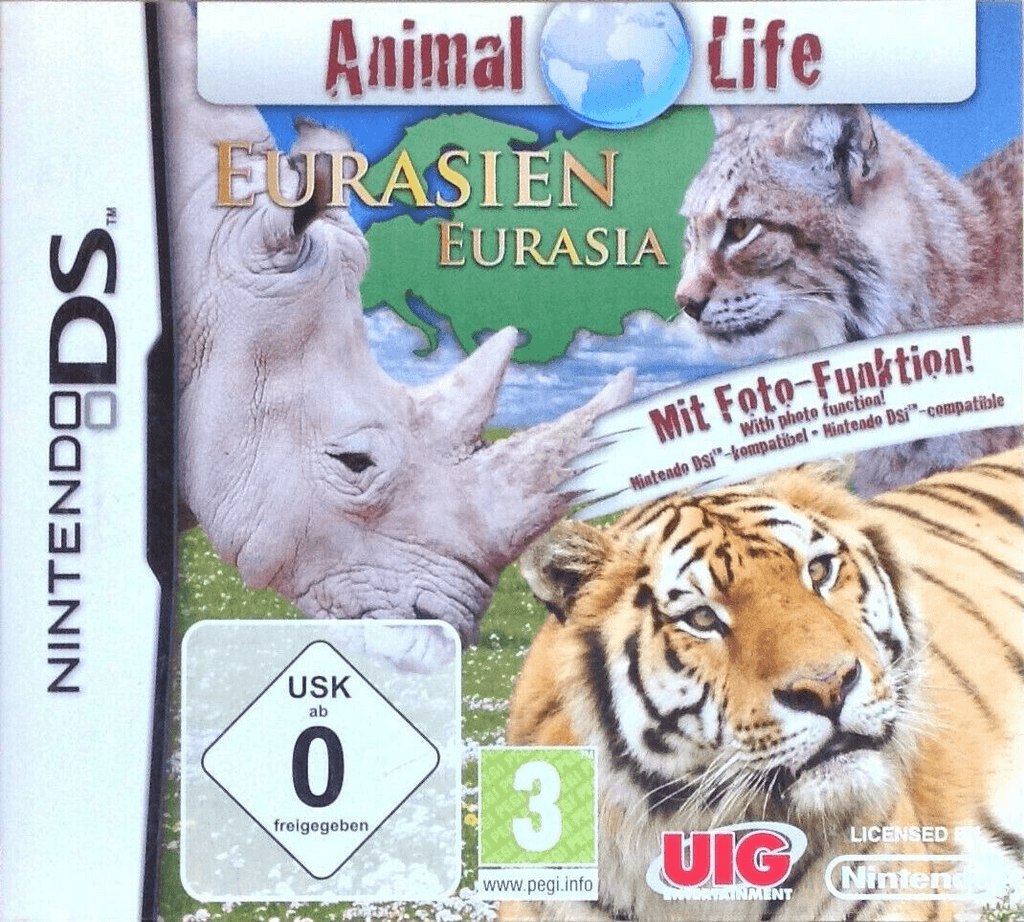 NINTENDO DS™
Animal Life
EURASIEN
EURASIA
Mit Foto-Funktion!
With photo function!
Nintendo DSi™-kompatibel • Nintendo DSi™-compatible
USK
ab
0
freigegeben
3
www.pegi.info
UIG
ENTERTAINMENT
LICENSED BY
Nintendo